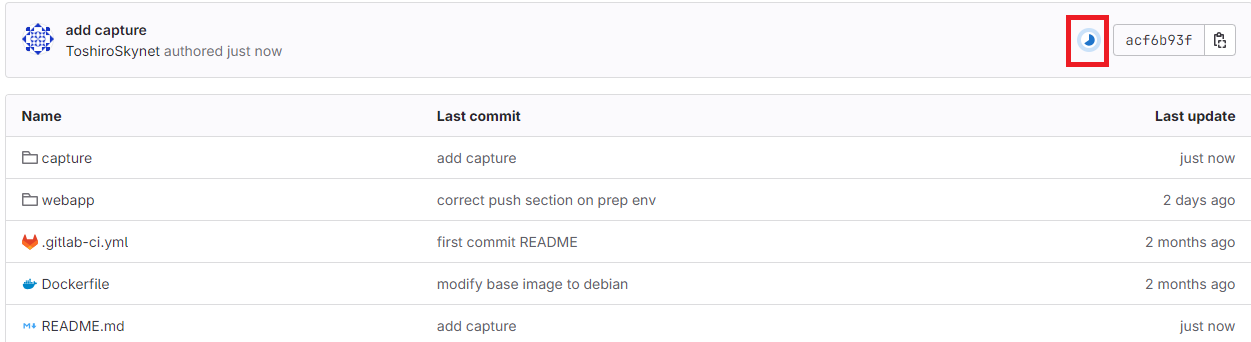 add capture
ToshiroSkynet authored just now
acf6b93f
Name Last commit Last update
capture add capture just now
webapp correct push section on prep env 2 days ago
.gitlab-ci.yml first commit README 2 months ago
Dockerfile modify base image to debian 2 months ago
README.md add capture just now